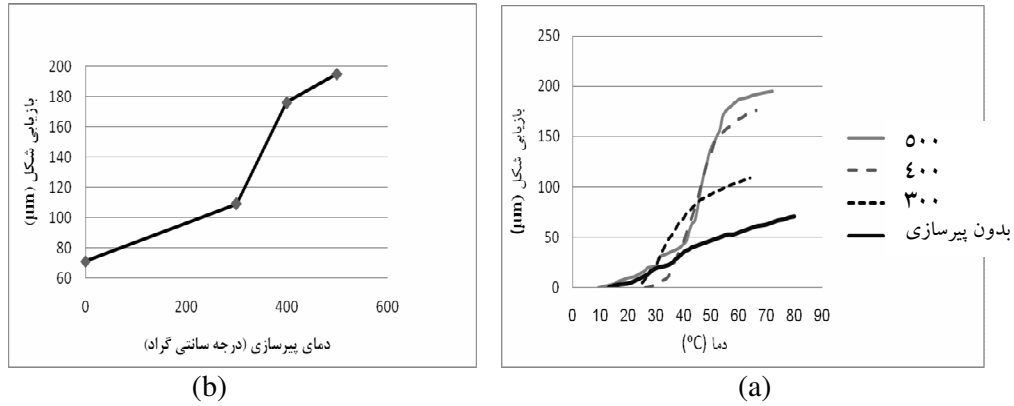 200
180
160
140
120
100
80
60
0
200
400
600
بازیابی شکل (µm)
دمای پیرسازی (درجه سانتی گراد)
(b)
250
200
150
100
50
0
0 10 20 30 40 50 60 70 80 90
بازیابی شکل (µm)
دما (°C)
۵۰۰
٤۰۰
۳۰۰
بدون پیرسازی
(a)